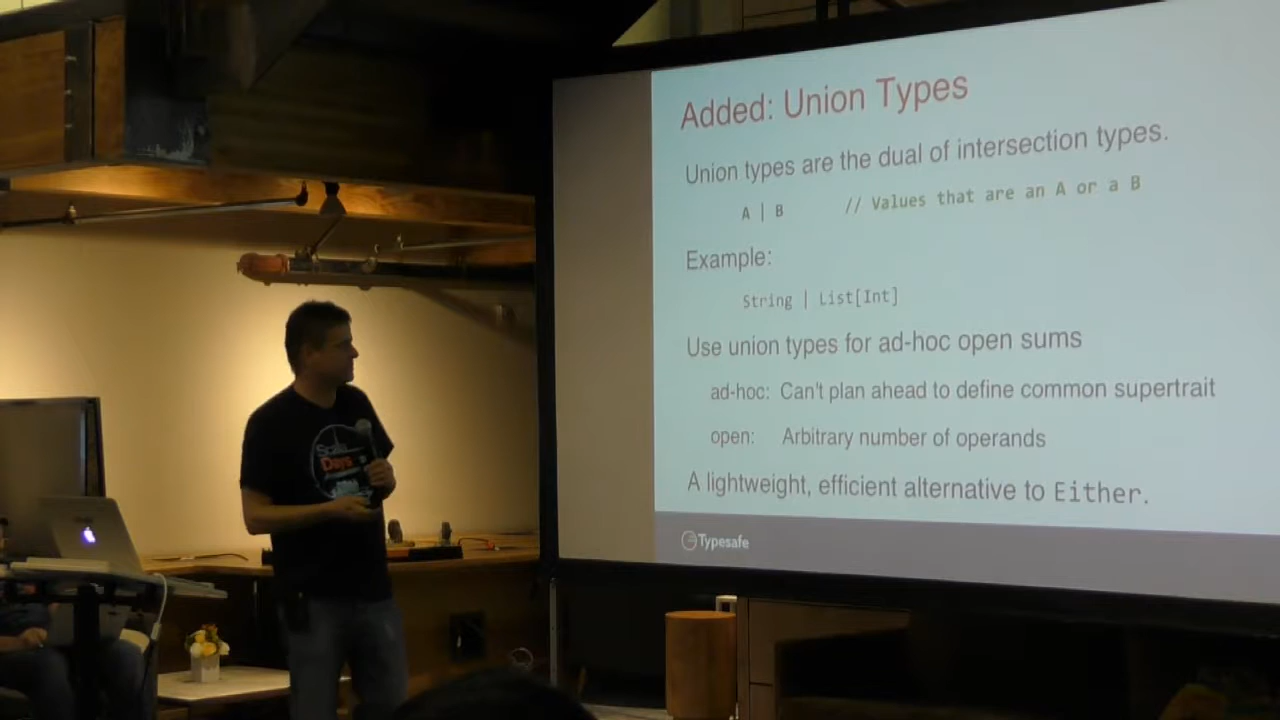 Added: Union Types
Union types are the dual of intersection types.
A | B // Values that are an A or a B
Example:
String | List[Int]
Use union types for ad-hoc open sums
ad-hoc: Can't plan ahead to define common supertrait
open: Arbitrary number of operands
A lightweight, efficient alternative to Either.
Typesafe
Scala
Days